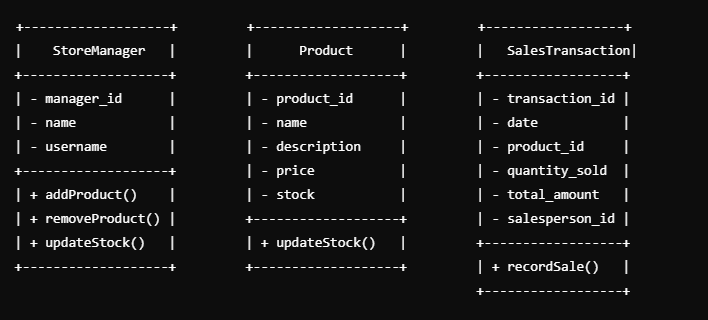 +-------------------+ +-------------------+ +------------------+
| StoreManager | | Product | | SalesTransaction|
+-------------------+ +-------------------+ +------------------+
| - manager_id | | - product_id | | - transaction_id |
| - name | | - name | | - date |
| - username | | - description | | - product_id |
+-------------------+ | - price | | - quantity_sold |
| + addProduct() | | - stock | | - total_amount |
| + removeProduct() | +-------------------+ | - salesperson_id |
| + updateStock() | | + updateStock() | +------------------+
+-------------------+ +-------------------+ | + recordSale() |
+------------------+